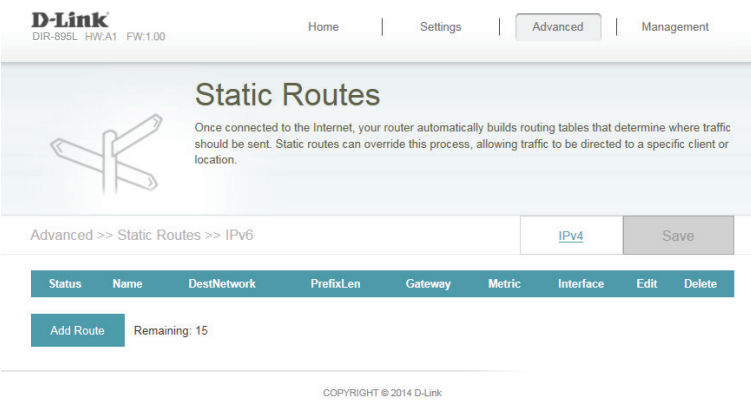 D-Link
DIR-895L HW:A1 FW:1.00
Home
Settings
Advanced
Management
Static Routes
Once connected to the Internet, your router automatically builds routing tables that determine where traffic
should be sent. Static routes can override this process, allowing traffic to be directed to a specific client or
location.
Advanced >> Static Routes >> IPv6
IPv4
Save
Status Name DestNetwork PrefixLen Gateway Metric Interface Edit Delete
Add Route
Remaining: 15
COPYRIGHT © 2014 D-Link